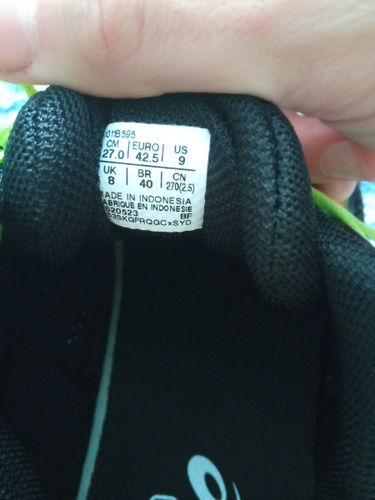 1011B595
CM EURO US
27.0 42.5 9
UK BR CN
8 40 270(2.5)
MADE IN INDONESIA
FABRIQUE EN INDONESIE
620523 BF